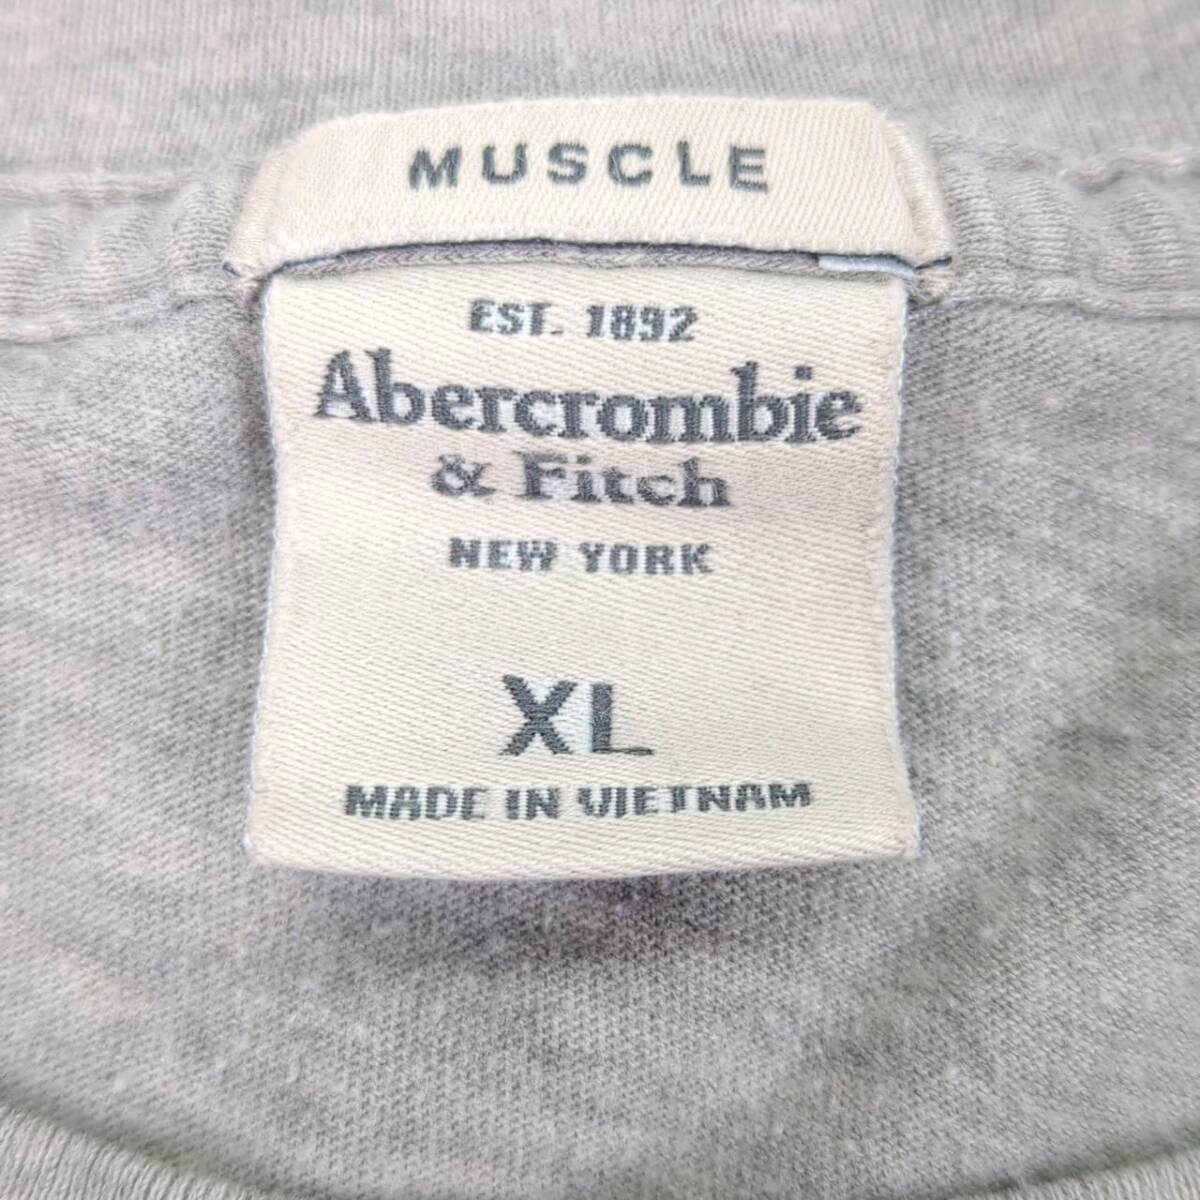 MUSCLE
EST. 1892
Abercrombie
& Fitch
NEW YORK
XL
MADE IN VIETNAM